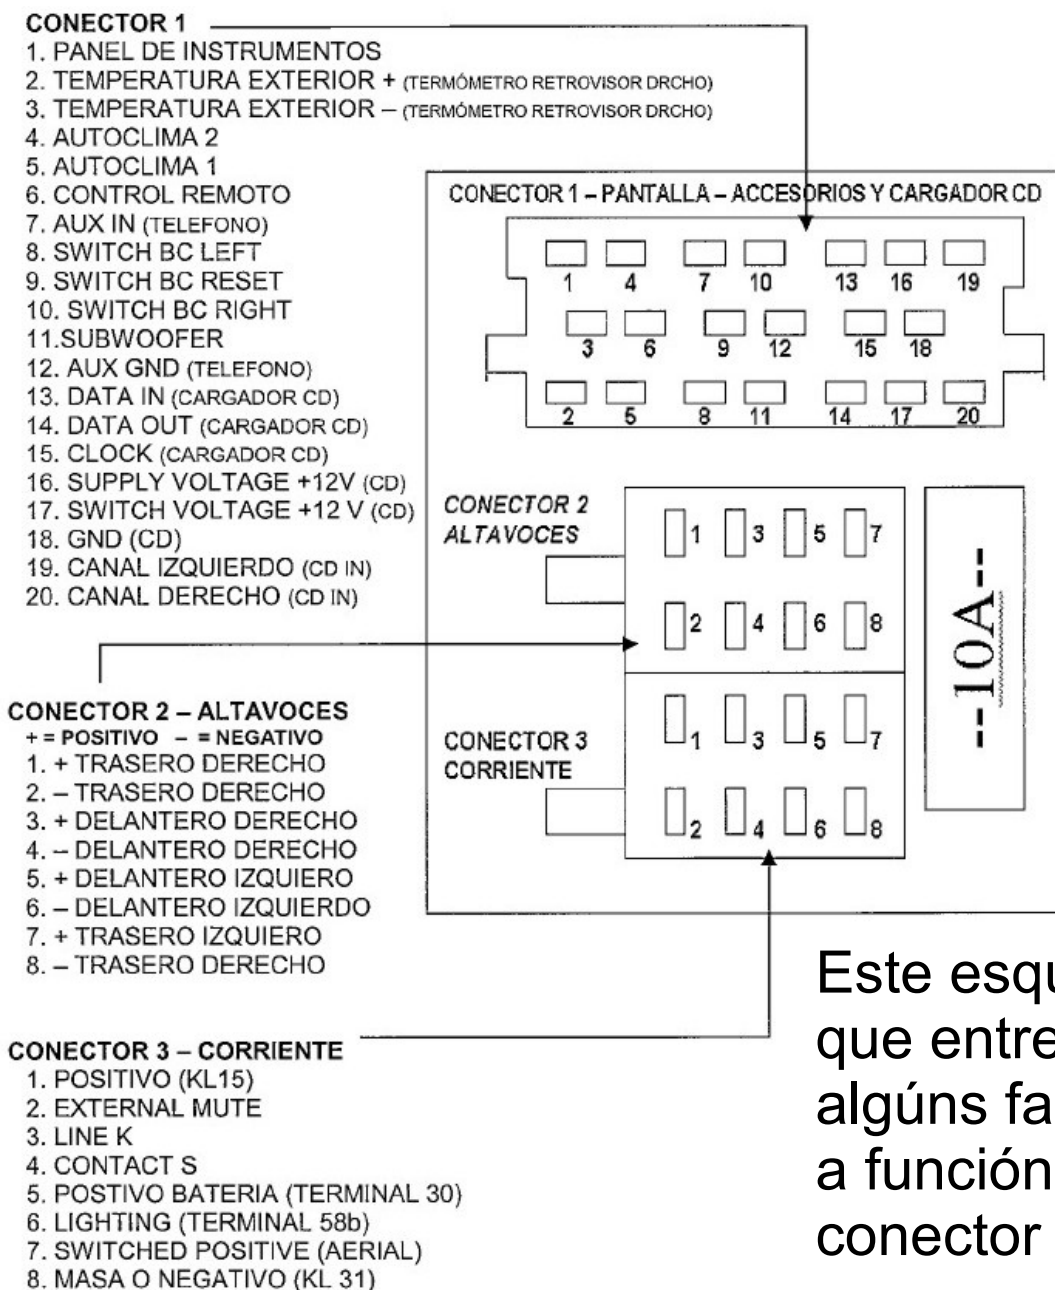 CONECTOR 1
1. PANEL DE INSTRUMENTOS
2. TEMPERATURA EXTERIOR + (TERMÓMETRO RETROVISOR DRCHO)
3. TEMPERATURA EXTERIOR – (TERMÓMETRO RETROVISOR DRCHO)
4. AUTOCLIMA 2
5. AUTOCLIMA 1
6. CONTROL REMOTO
7. AUX IN (TELEFONO)
8. SWITCH BC LEFT
9. SWITCH BC RESET
10. SWITCH BC RIGHT
11.SUBWOOFER
12. AUX GND (TELEFONO)
13. DATA IN (CARGADOR CD)
14. DATA OUT (CARGADOR CD)
15. CLOCK (CARGADOR CD)
16. SUPPLY VOLTAGE +12V (CD)
17. SWITCH VOLTAGE +12 V (CD)
18. GND (CD)
19. CANAL IZQUIERDO (CD IN)
20. CANAL DERECHO (CD IN)
CONECTOR 1 – PANTALLA – ACCESORIOS Y CARGADOR CD
1 4 7 10 13 16 19
3 6 9 12 15 18
2 5 8 11 14 17 20
CONECTOR 2
ALTAVOCES
1 3 5 7
2 4 6 8
CONECTOR 3
CORRIENTE
1 3 5 7
2 4 6 8
--10A--
CONECTOR 2 – ALTAVOCES
+ = POSITIVO – = NEGATIVO
1. + TRASERO DERECHO
2. – TRASERO DERECHO
3. + DELANTERO DERECHO
4. – DELANTERO DERECHO
5. + DELANTERO IZQUIERO
6. – DELANTERO IZQUIERDO
7. + TRASERO IZQUIERO
8. – TRASERO DERECHO
CONECTOR 3 – CORRIENTE
1. POSITIVO (KL15)
2. EXTERNAL MUTE
3. LINE K
4. CONTACT S
5. POSTIVO BATERIA (TERMINAL 30)
6. LIGHTING (TERMINAL 58b)
7. SWITCHED POSITIVE (AERIAL)
8. MASA O NEGATIVO (KL 31)
Este esqu
que entre
algúns fa
a función
conector